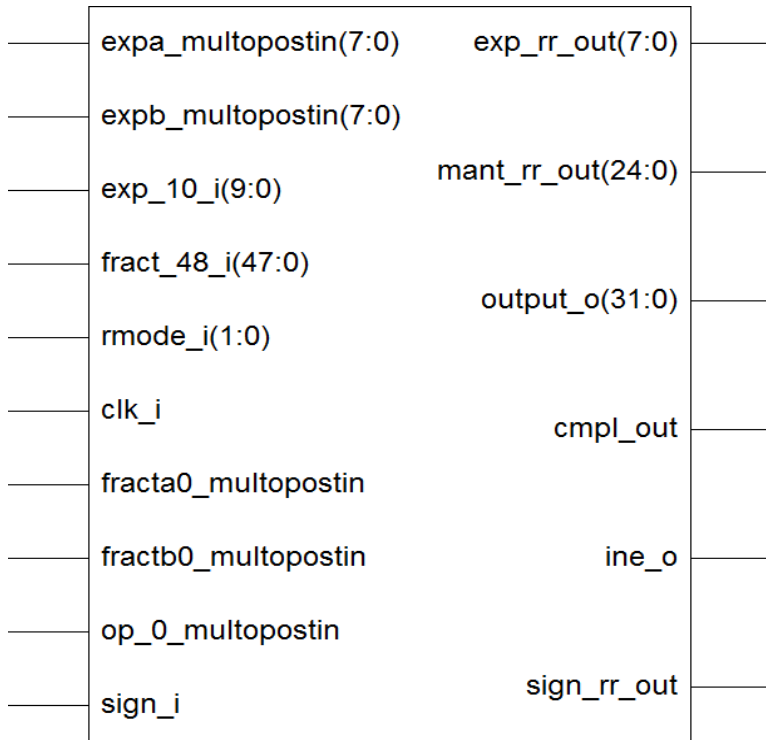 expa_multopostin(7:0)
expb_multopostin(7:0)
exp_10_i(9:0)
fract_48_i(47:0)
rmode_i(1:0)
clk_i
fracta0_multopostin
fractb0_multopostin
op_0_multopostin
sign_i
exp_rr_out(7:0)
mant_rr_out(24:0)
output_o(31:0)
cmpl_out
ine_o
sign_rr_out